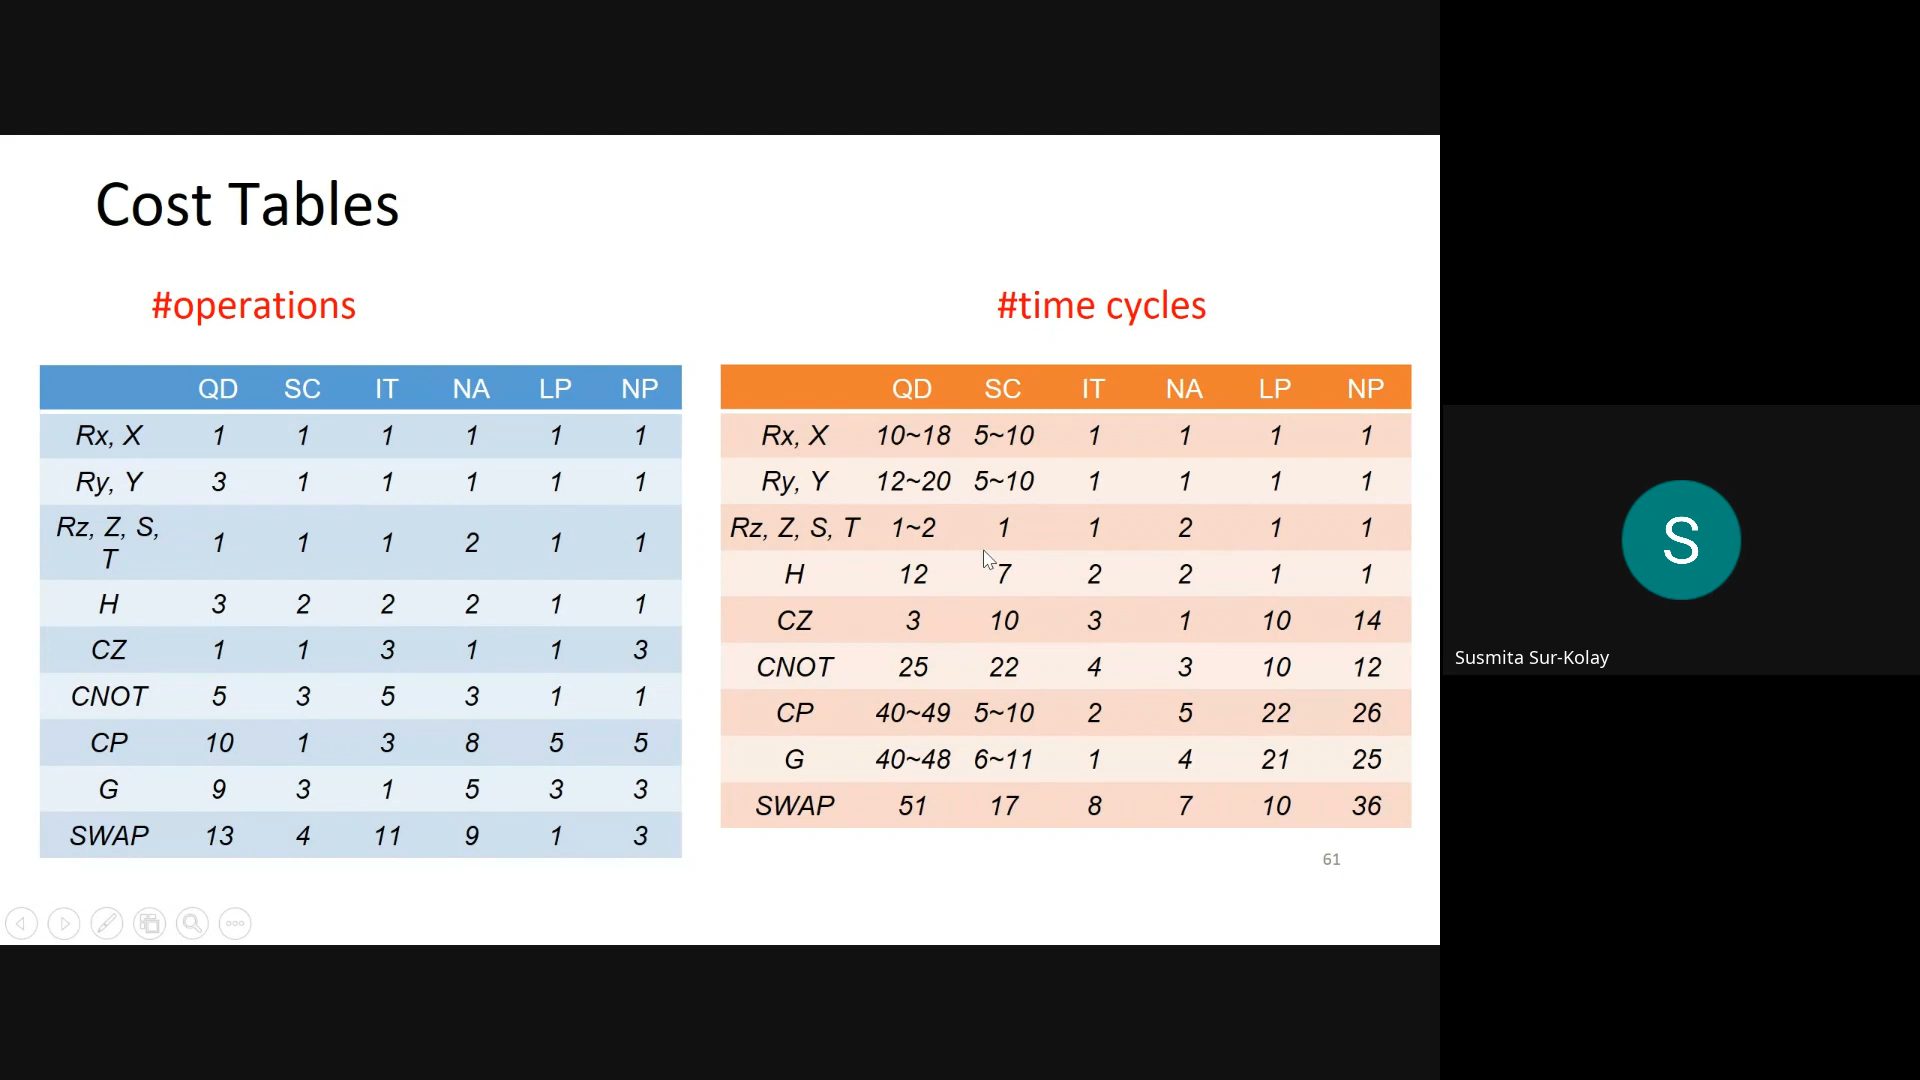 Cost Tables
#operations
QD SC IT NA LP NP
Rx, X 1 1 1 1 1 1
Ry, Y 3 1 1 1 1 1
Rz, Z, S, T 1 1 1 2 1 1
H 3 2 2 2 1 1
CZ 1 1 3 1 1 3
CNOT 5 3 5 3 1 1
CP 10 1 3 8 5 5
G 9 3 1 5 3 3
SWAP 13 4 11 9 1 3
#time cycles
QD SC IT NA LP NP
Rx, X 10~18 5~10 1 1 1 1
Ry, Y 12~20 5~10 1 1 1 1
Rz, Z, S, T 1~2 1 1 2 1 1
H 12 7 2 2 1 1
CZ 3 10 3 1 10 14
CNOT 25 22 4 3 10 12
CP 40~49 5~10 2 5 22 26
G 40~48 6~11 1 4 21 25
SWAP 51 17 8 7 10 36
61
S
Susmita Sur-Kolay